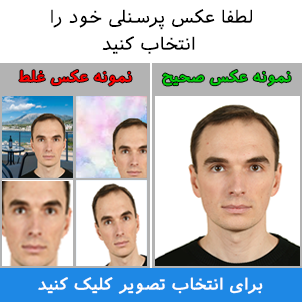 لطفا عکس پرسنلی خود را
انتخاب کنید
نمونه عکس صحیح
نمونه عکس غلط
برای انتخاب تصویر کلیک کنید